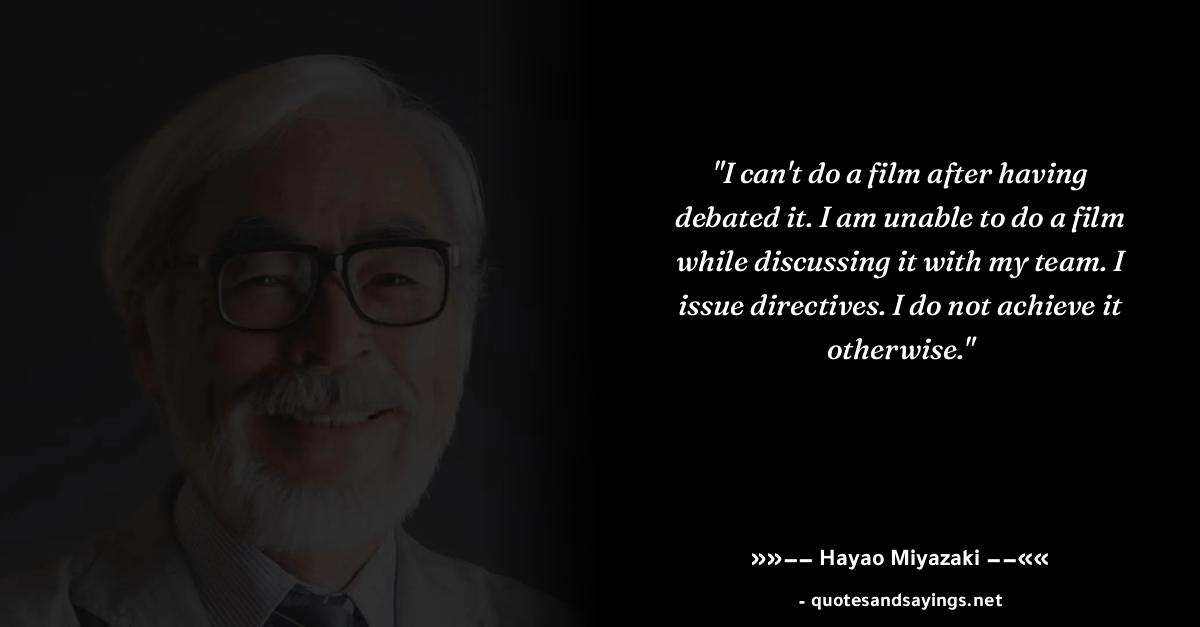 "I can't do a film after having
debated it. I am unable to do a film
while discussing it with my team. I
issue directives. I do not achieve it
otherwise."
»»–– Hayao Miyazaki ––««
- quotesandsayings.net